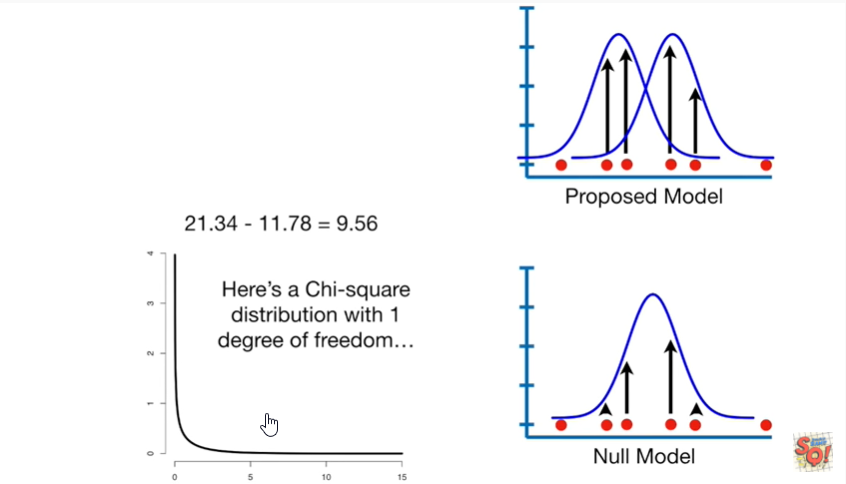 Proposed Model
21.34 - 11.78 = 9.56
Here's a Chi-square
distribution with 1
degree of freedom...
4
3
2
1
0
0
5
10
15
Null Model
SQ!